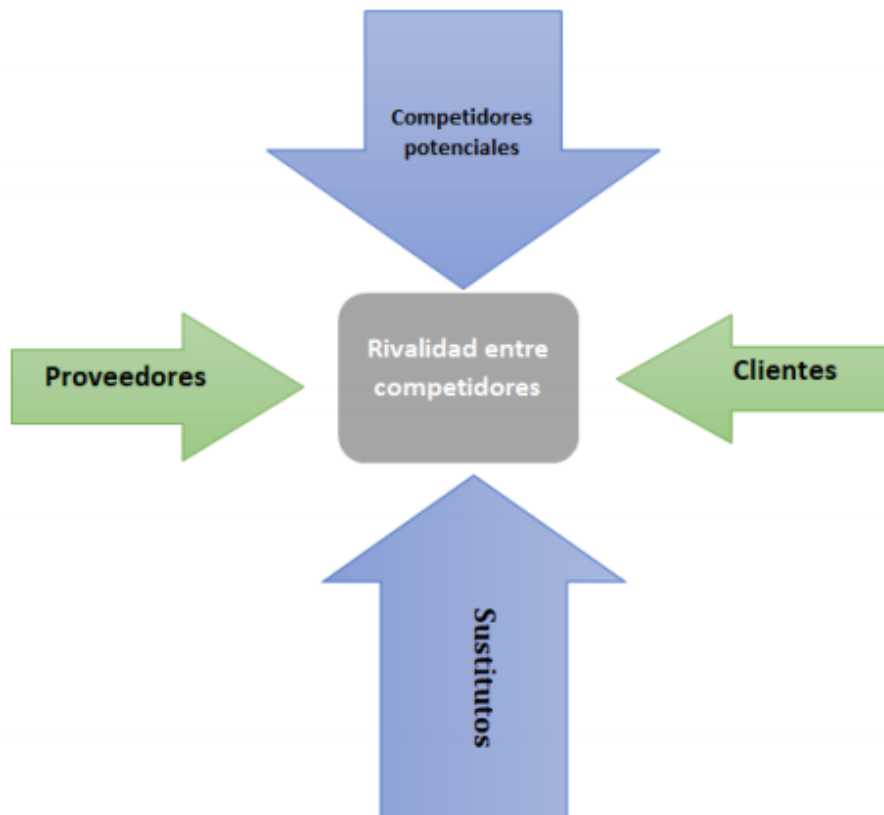 Competidores
potenciales
Rivalidad entre
competidores
Proveedores
Clientes
Sustitutos